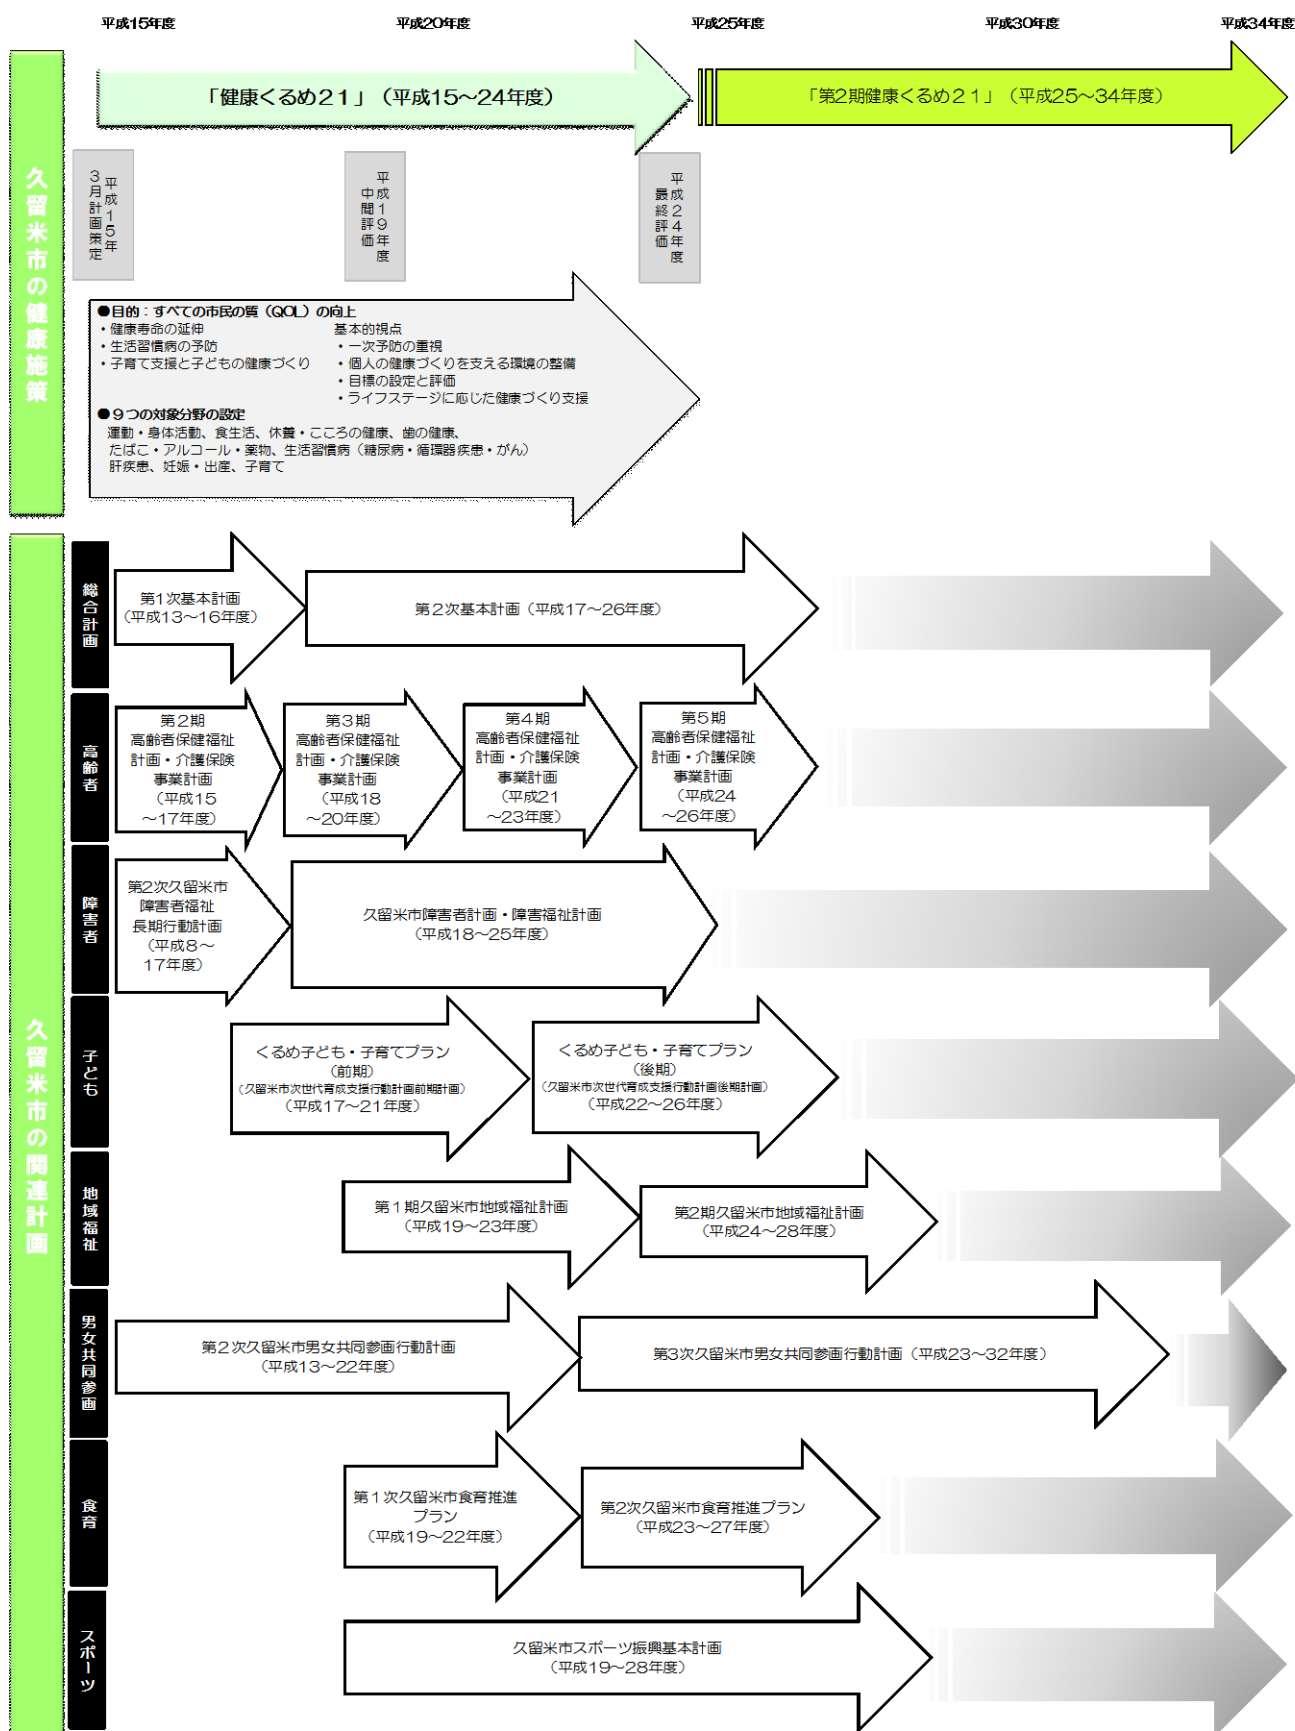 平成15年度
平成20年度
平成25年度
平成30年度
平成34年度
久留米市の健康施策
「健康くるめ２１」（平成15～24年度）
「第2期健康くるめ２１」（平成25～34年度）
平成１５年
３月計画策定
平成１９年度
中間評価
平成２４年度
最終評価
●目的：すべての市民の質（QOL）の向上
・健康寿命の延伸
・生活習慣病の予防
・子育て支援と子どもの健康づくり
基本的視点
・一次予防の重視
・個人の健康づくりを支える環境の整備
・目標の設定と評価
・ライフステージに応じた健康づくり支援
●９つの対象分野の設定
運動・身体活動、食生活、休養・こころの健康、歯の健康、
たばこ・アルコール・薬物、生活習慣病（糖尿病・循環器疾患・がん）
肝疾患、妊娠・出産、子育て
久留米市の関連計画
総合計画
第1次基本計画
（平成13～16年度）
第２次基本計画（平成17～26年度）
高齢者
第２期
高齢者保健福祉
計画・介護保険
事業計画
（平成15
～17年度）
第３期
高齢者保健福祉
計画・介護保険
事業計画
（平成18
～20年度）
第４期
高齢者保健福祉
計画・介護保険
事業計画
（平成21
～23年度）
第５期
高齢者保健福祉
計画・介護保険
事業計画
（平成24
～26年度）
障害者
第2次久留米市
障害者福祉
長期行動計画
（平成8～
17年度）
久留米市障害者計画・障害福祉計画
（平成18～25年度）
子ども
くるめ子ども・子育てプラン
（前期）
（久留米市次世代育成支援行動計画前期計画）
（平成17～21年度）
くるめ子ども・子育てプラン
（後期）
（久留米市次世代育成支援行動計画後期計画）
（平成22～26年度）
地域福祉
第１期久留米市地域福祉計画
（平成19～23年度）
第2期久留米市地域福祉計画
（平成24～28年度）
男女共同参画
第２次久留米市男女共同参画行動計画
（平成13～22年度）
第3次久留米市男女共同参画行動計画（平成23～32年度）
食育
第１次久留米市食育推進
プラン
（平成19～22年度）
第2次久留米市食育推進プラン
（平成23～27年度）
スポーツ
久留米市スポーツ振興基本計画
（平成19～28年度）